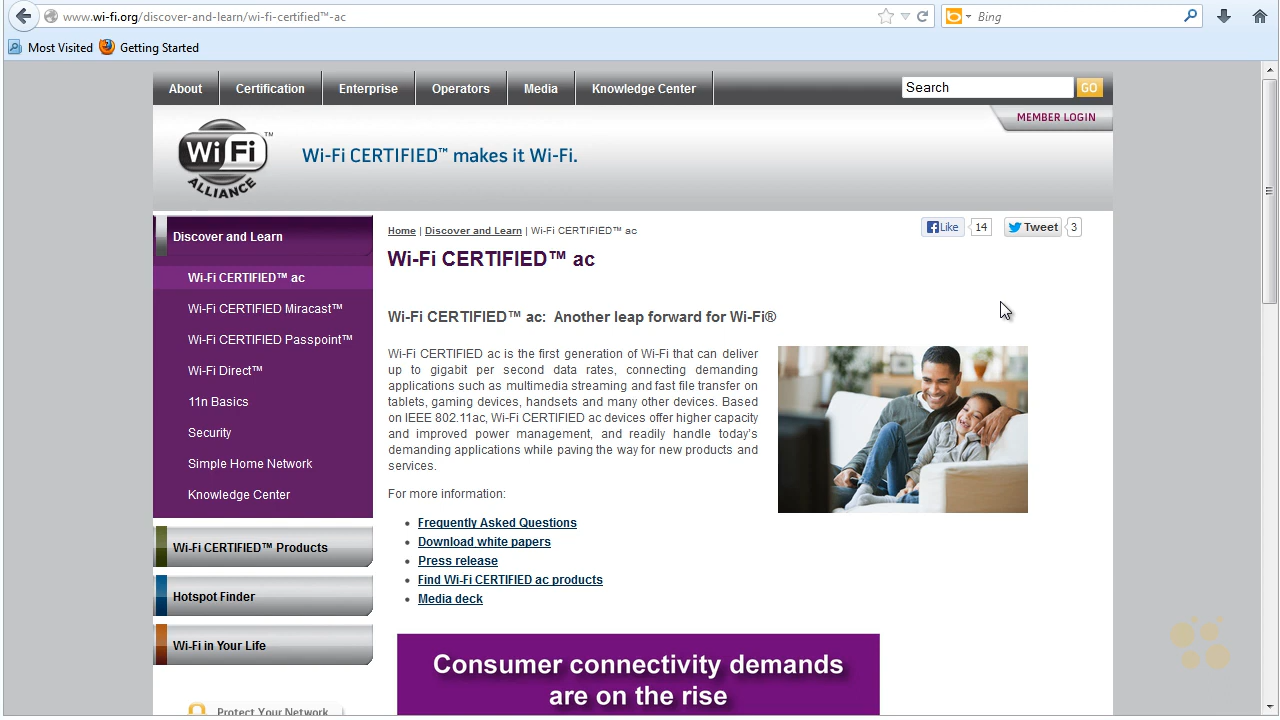 www.wi-fi.org/discover-and-learn/wi-fi-certified™-ac
Bing
Most Visited
Getting Started
About
Certification
Enterprise
Operators
Media
Knowledge Center
Search
GO
MEMBER LOGIN
Wi Fi™
ALLIANCE
Wi-Fi CERTIFIED™ makes it Wi-Fi.
Discover and Learn
Wi-Fi CERTIFIED™ ac
Wi-Fi CERTIFIED Miracast™
Wi-Fi CERTIFIED Passpoint™
Wi-Fi Direct™
11n Basics
Security
Simple Home Network
Knowledge Center
Wi-Fi CERTIFIED™ Products
Hotspot Finder
Wi-Fi in Your Life
Protect Your Network
Home | Discover and Learn | Wi-Fi CERTIFIED™ ac
Like 14
Tweet 3
Wi-Fi CERTIFIED™ ac
Wi-Fi CERTIFIED™ ac: Another leap forward for Wi-Fi®
Wi-Fi CERTIFIED ac is the first generation of Wi-Fi that can deliver
up to gigabit per second data rates, connecting demanding
applications such as multimedia streaming and fast file transfer on
tablets, gaming devices, handsets and many other devices. Based
on IEEE 802.11ac, Wi-Fi CERTIFIED ac devices offer higher capacity
and improved power management, and readily handle today's
demanding applications while paving the way for new products and
services.
For more information:
• Frequently Asked Questions
• Download white papers
• Press release
• Find Wi-Fi CERTIFIED ac products
• Media deck
Consumer connectivity demands
are on the rise